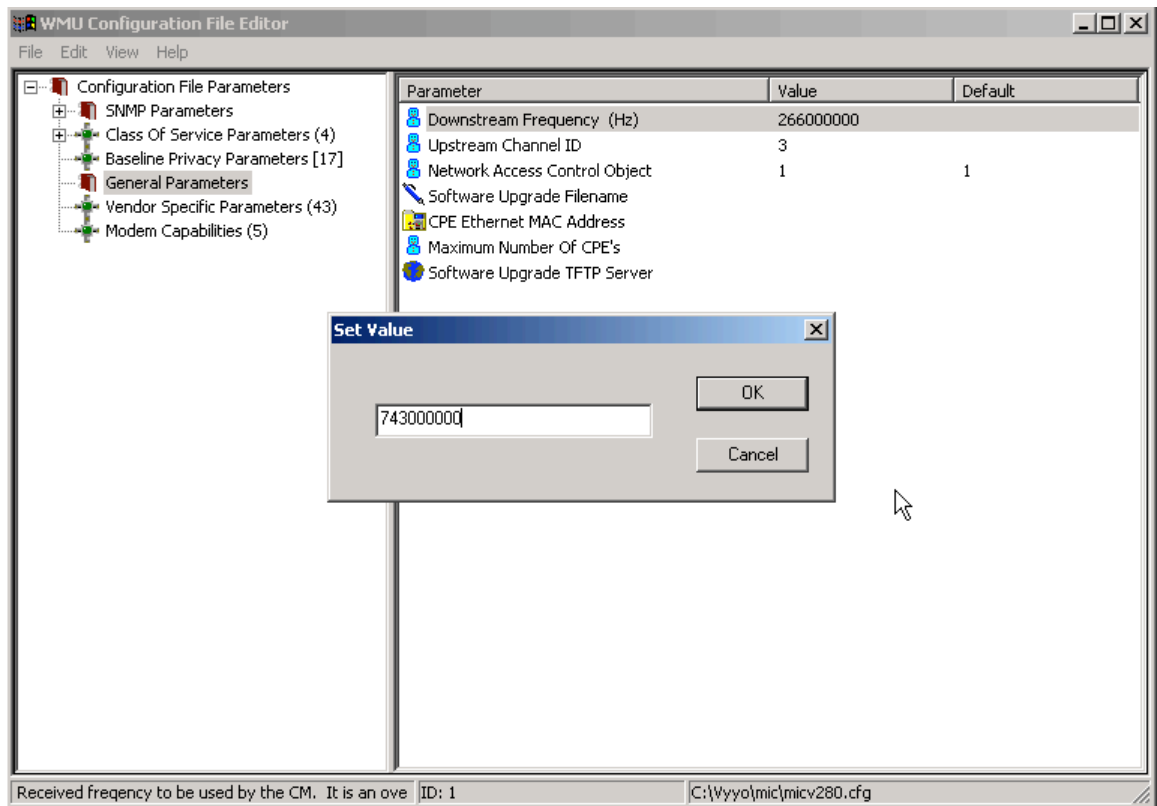 WMU Configuration File Editor
File Edit View Help
Configuration File Parameters
SNMP Parameters
Class Of Service Parameters (4)
Baseline Privacy Parameters [17]
General Parameters
Vendor Specific Parameters (43)
Modem Capabilities (5)
Parameter Value Default
Downstream Frequency (Hz) 266000000
Upstream Channel ID 3
Network Access Control Object 1 1
Software Upgrade Filename
CPE Ethernet MAC Address
Maximum Number Of CPE's
Software Upgrade TFTP Server
Set Value
743000000
OK
Cancel
Received freqency to be used by the CM. It is an ove ID: 1 C:\Vyyo\mic\micv280.cfg